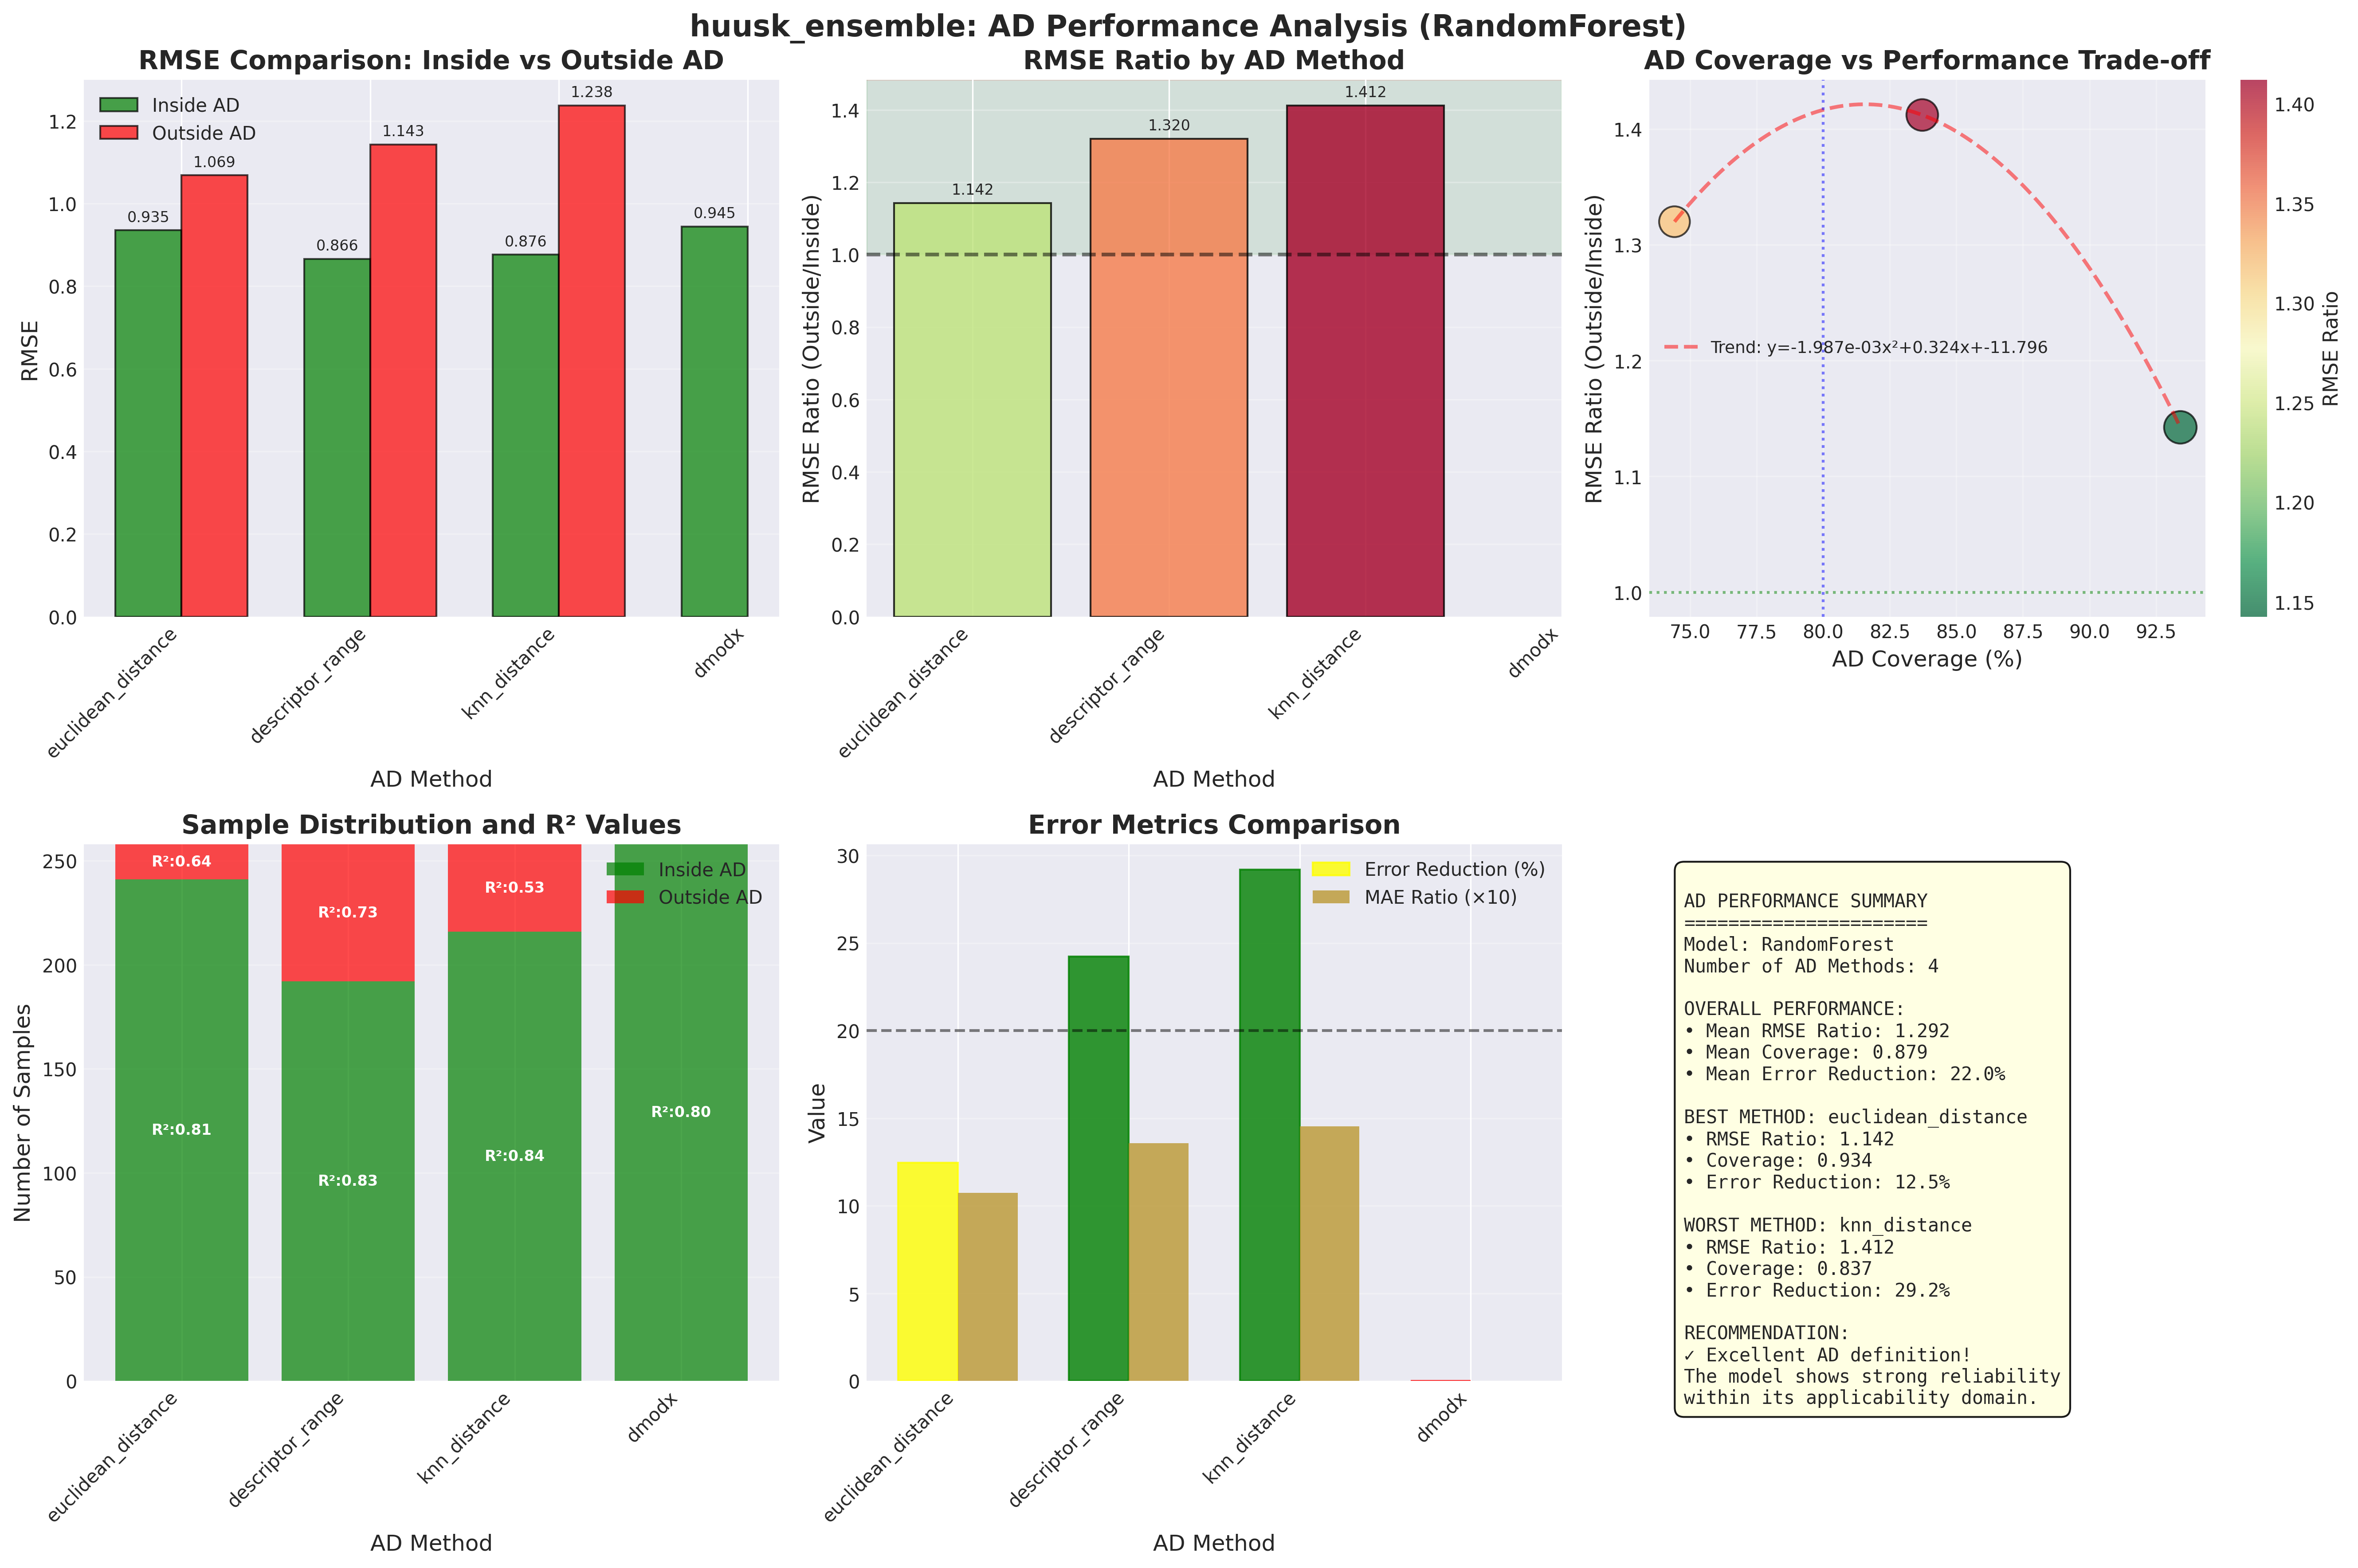 huusk_ensemble: AD Performance Analysis (RandomForest)
RMSE Comparison: Inside vs Outside AD
Inside AD
Outside AD
RMSE
1.2
1.0
0.8
0.6
0.4
0.2
0.0
0.935
1.069
0.866
1.143
0.876
1.238
0.945
euclidean_distance
descriptor_range
knn_distance
dmodx
AD Method
RMSE Ratio by AD Method
RMSE Ratio (Outside/Inside)
1.4
1.2
1.0
0.8
0.6
0.4
0.2
0.0
1.142
1.320
1.412
euclidean_distance
descriptor_range
knn_distance
dmodx
AD Method
AD Coverage vs Performance Trade-off
RMSE Ratio (Outside/Inside)
1.4
1.3
1.2
1.1
1.0
Trend: y=-1.987e-03x²+0.324x+-11.796
75.0
77.5
80.0
82.5
85.0
87.5
90.0
92.5
AD Coverage (%)
1.40
1.35
1.30
1.25
1.20
1.15
RMSE Ratio
Sample Distribution and R² Values
Inside AD
Outside AD
Number of Samples
250
200
150
100
50
0
R²:0.64
R²:0.81
R²:0.73
R²:0.83
R²:0.53
R²:0.84
R²:0.80
euclidean_distance
descriptor_range
knn_distance
dmodx
AD Method
Error Metrics Comparison
Error Reduction (%)
MAE Ratio (×10)
Value
30
25
20
15
10
5
0
euclidean_distance
descriptor_range
knn_distance
dmodx
AD Method
AD PERFORMANCE SUMMARY
======================
Model: RandomForest
Number of AD Methods: 4
OVERALL PERFORMANCE:
• Mean RMSE Ratio: 1.292
• Mean Coverage: 0.879
• Mean Error Reduction: 22.0%
BEST METHOD: euclidean_distance
• RMSE Ratio: 1.142
• Coverage: 0.934
• Error Reduction: 12.5%
WORST METHOD: knn_distance
• RMSE Ratio: 1.412
• Coverage: 0.837
• Error Reduction: 29.2%
RECOMMENDATION:
✓ Excellent AD definition!
The model shows strong reliability
within its applicability domain.